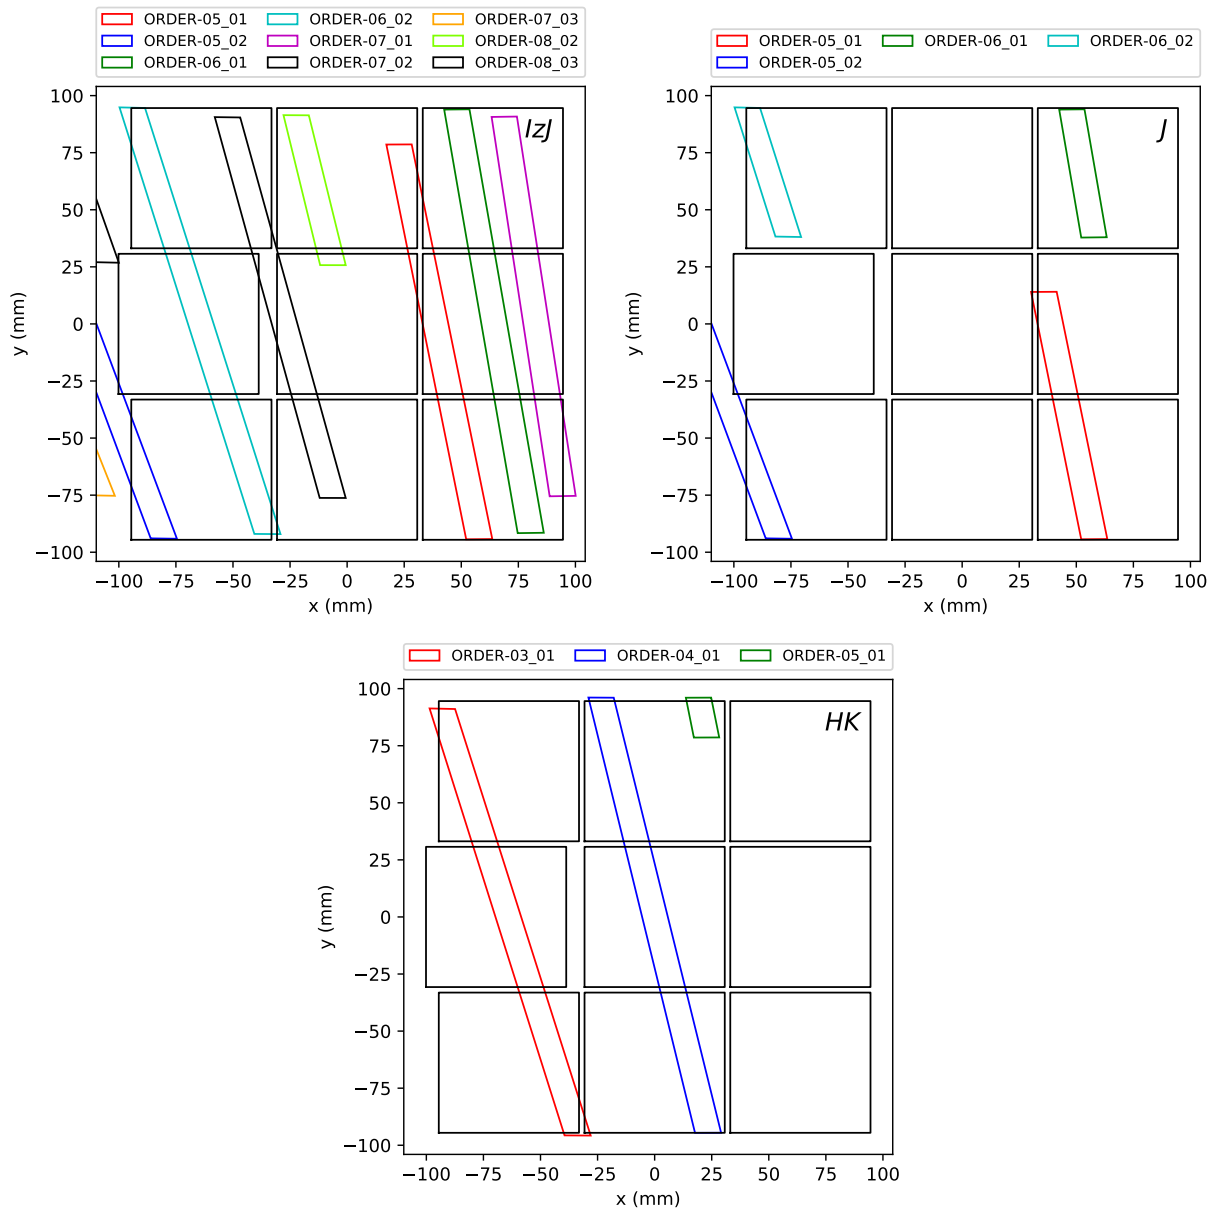 ORDER-05_01 ORDER-06_02 ORDER-07_03
ORDER-05_02 ORDER-07_01 ORDER-08_02
ORDER-06_01 ORDER-07_02 ORDER-08_03
IzJ
100
75
50
25
0
−25
−50
−75
−100
y (mm)
−100 −75 −50 −25 0 25 50 75 100
x (mm)
ORDER-05_01 ORDER-06_01 ORDER-06_02
ORDER-05_02
J
100
75
50
25
0
−25
−50
−75
−100
y (mm)
−100 −75 −50 −25 0 25 50 75 100
x (mm)
ORDER-03_01 ORDER-04_01 ORDER-05_01
HK
100
75
50
25
0
−25
−50
−75
−100
y (mm)
−100 −75 −50 −25 0 25 50 75 100
x (mm)